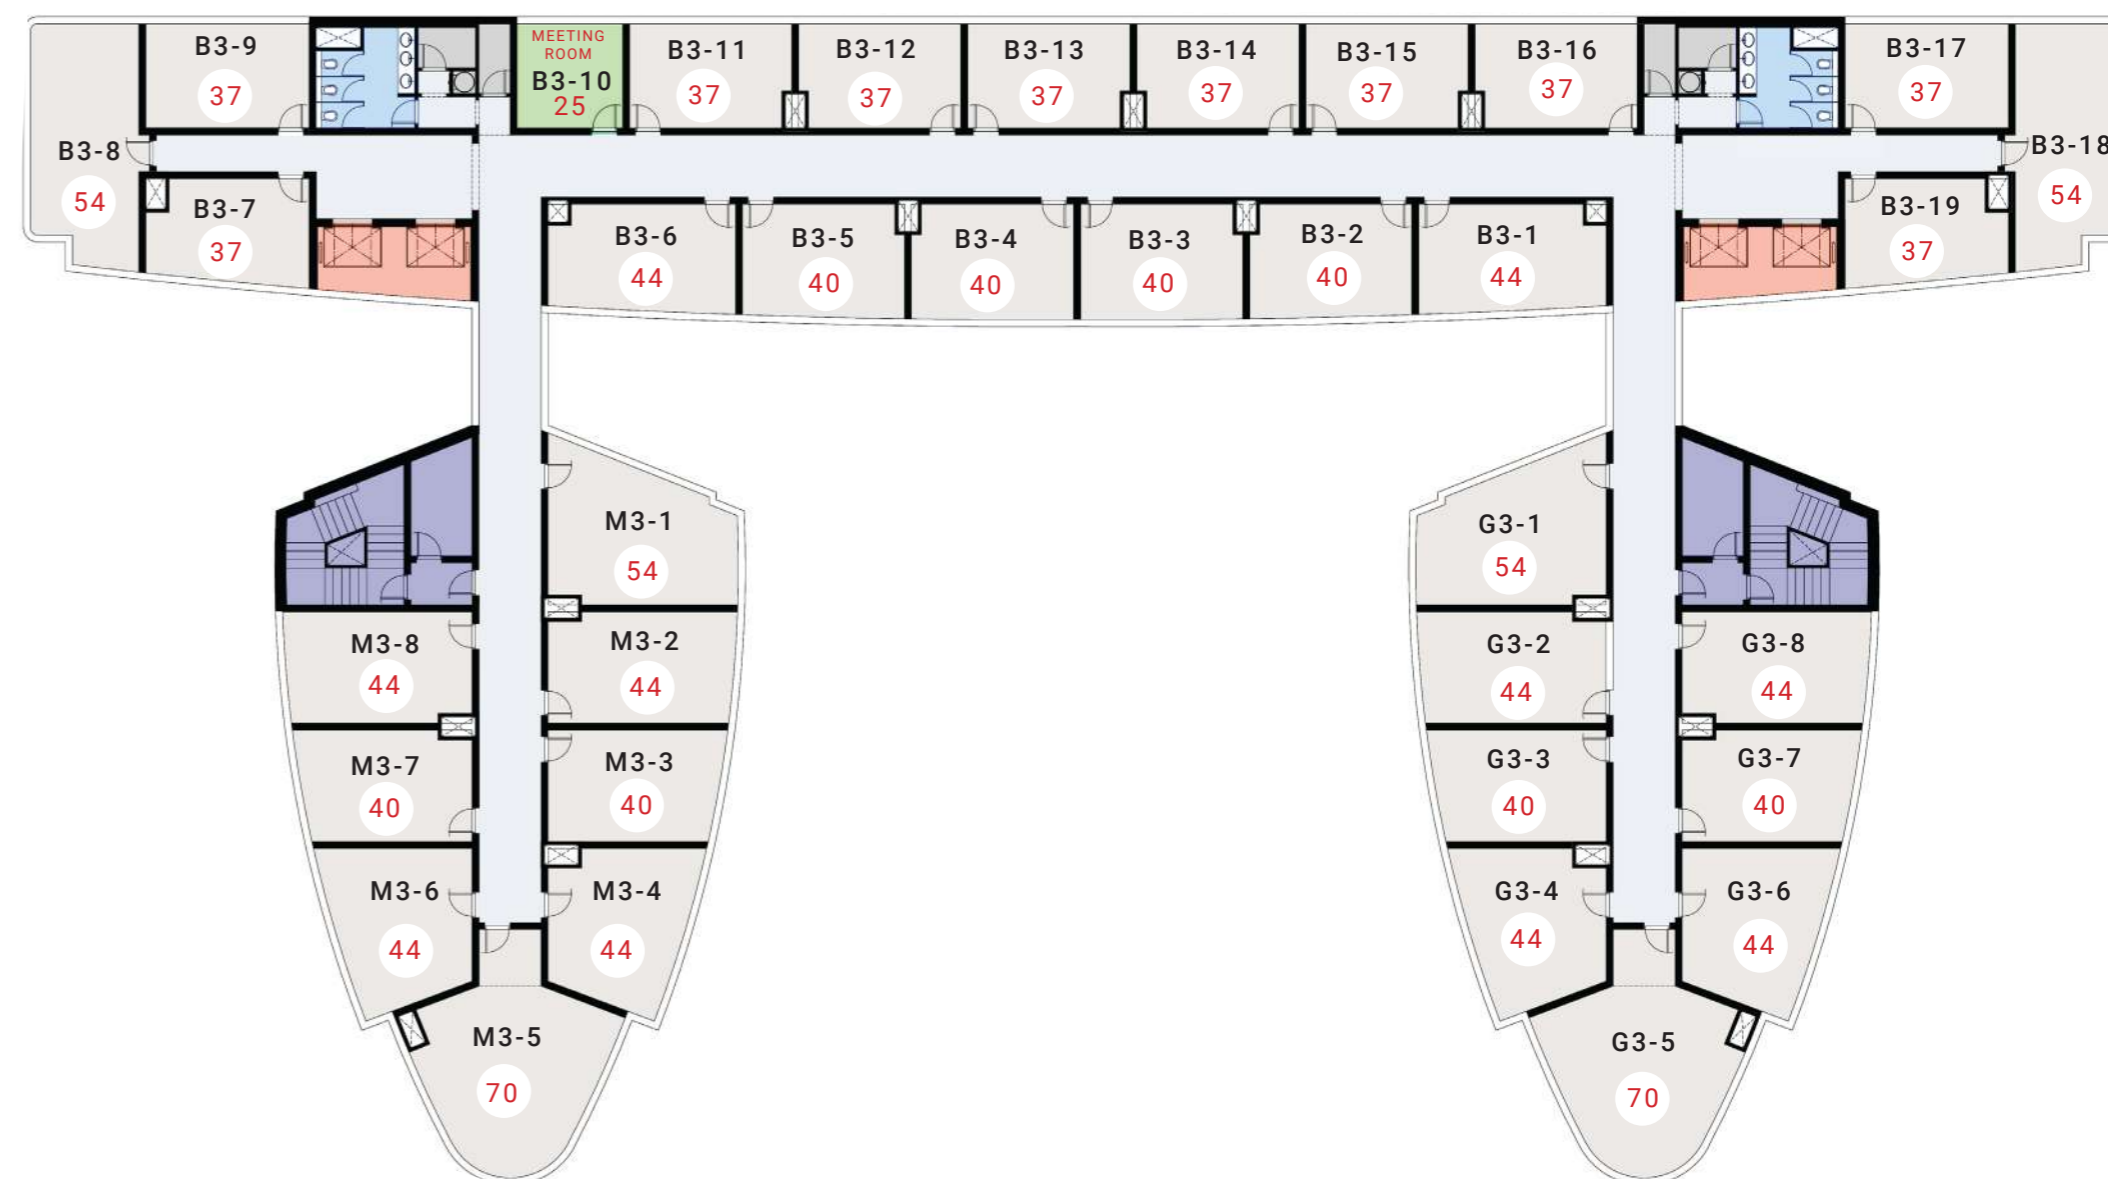 B3-9
37
MEETING
ROOM
B3-10
25
B3-11
37
B3-12
37
B3-13
37
B3-14
37
B3-15
37
B3-16
37
B3-17
37
B3-8
54
B3-18
54
B3-7
37
B3-6
44
B3-5
40
B3-4
40
B3-3
40
B3-2
40
B3-1
44
B3-19
37
M3-1
54
M3-8
44
M3-2
44
M3-7
40
M3-3
40
M3-6
44
M3-4
44
M3-5
70
G3-1
54
G3-2
44
G3-8
44
G3-3
40
G3-7
40
G3-4
44
G3-6
44
G3-5
70